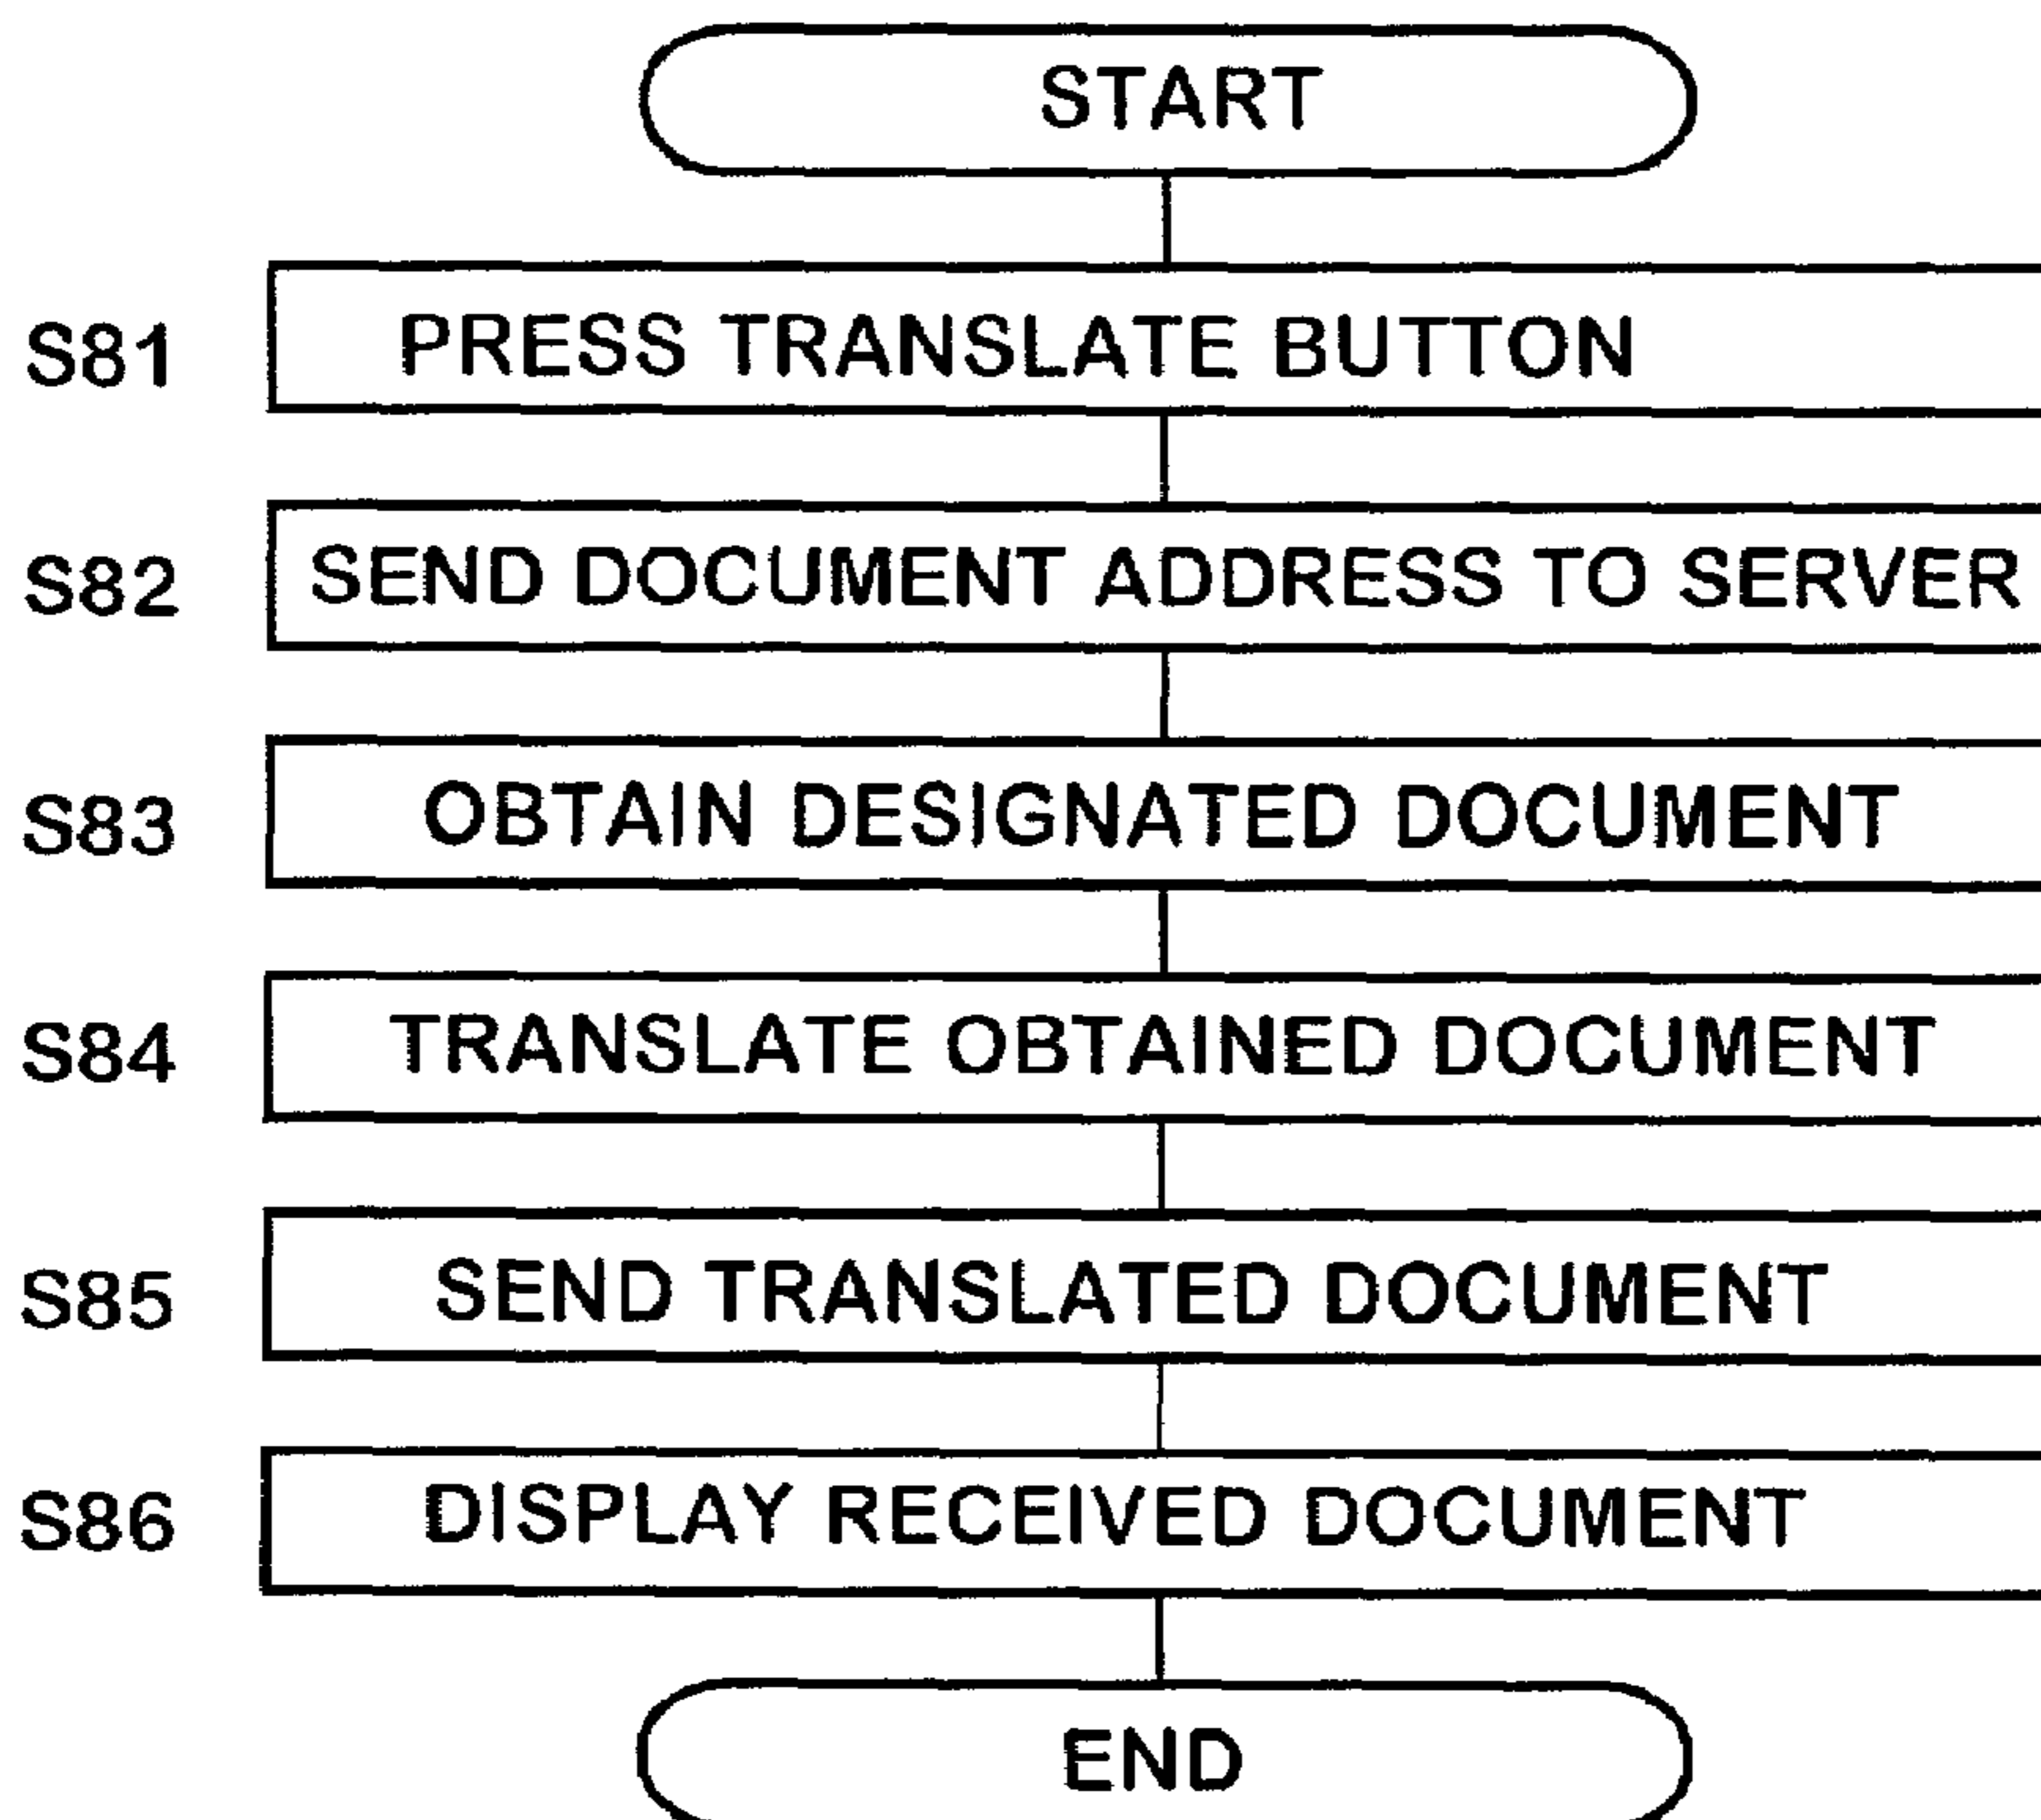 START
S81 PRESS TRANSLATE BUTTON
S82 SEND DOCUMENT ADDRESS TO SERVER
S83 OBTAIN DESIGNATED DOCUMENT
S84 TRANSLATE OBTAINED DOCUMENT
S85 SEND TRANSLATED DOCUMENT
S86 DISPLAY RECEIVED DOCUMENT
END